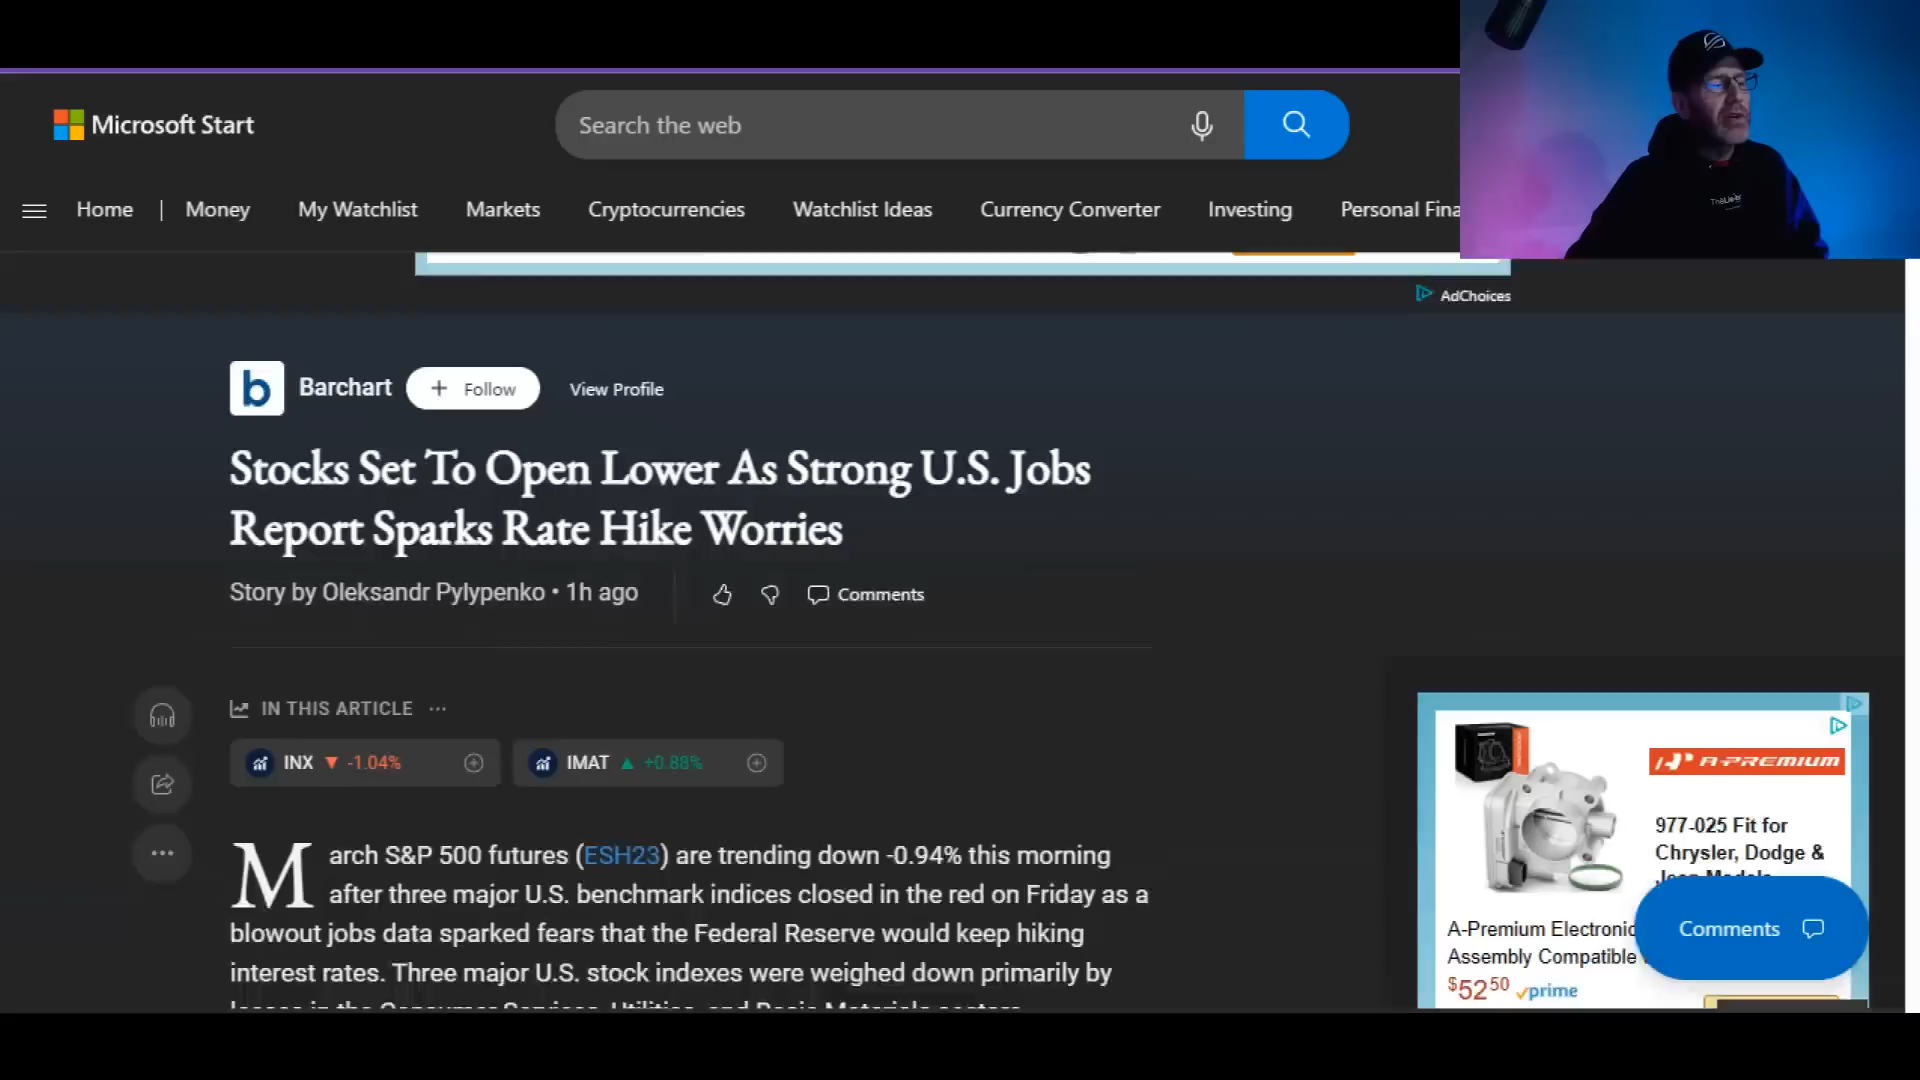 Microsoft Start
Search the web
Home | Money My Watchlist Markets Cryptocurrencies Watchlist Ideas Currency Converter Investing Personal Fina
AdChoices
b Barchart + Follow View Profile
Stocks Set To Open Lower As Strong U.S. Jobs
Report Sparks Rate Hike Worries
Story by Oleksandr Pylypenko • 1h ago
Comments
IN THIS ARTICLE ...
INX ▼ -1.04%
IMAT ▲ +0.88%
March S&P 500 futures (ESH23) are trending down -0.94% this morning
after three major U.S. benchmark indices closed in the red on Friday as a
blowout jobs data sparked fears that the Federal Reserve would keep hiking
interest rates. Three major U.S. stock indexes were weighed down primarily by
A-PREMIUM
977-025 Fit for
Chrysler, Dodge &
A-Premium Electronic
Assembly Compatible
$52 50 prime
Comments